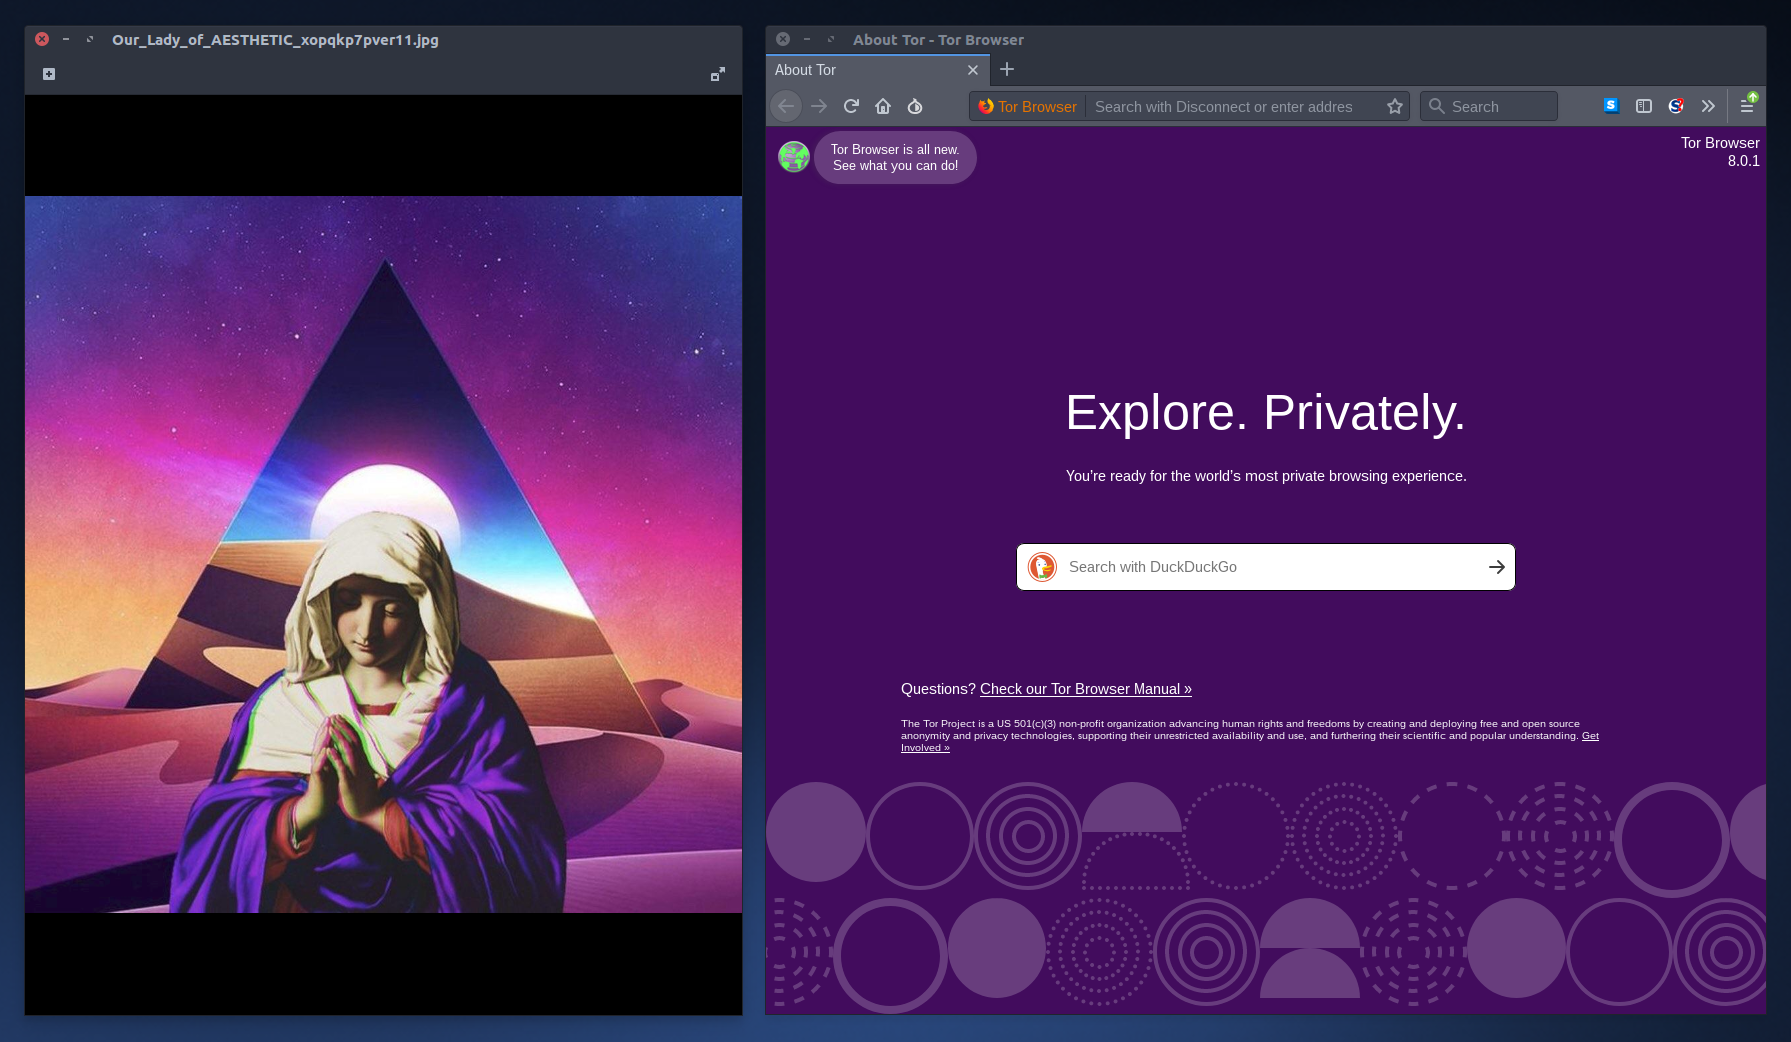 Our_Lady_of_AESTHETIC_xopqkp7pver11.jpg
About Tor - Tor Browser
About Tor
Tor Browser
Search with Disconnect or enter addres
Search
Tor Browser is all new.
See what you can do!
Tor Browser
8.0.1
Explore. Privately.
You’re ready for the world’s most private browsing experience.
Search with DuckDuckGo
Questions? Check our Tor Browser Manual »
The Tor Project is a US 501(c)(3) non-profit organization advancing human rights and freedoms by creating and deploying free and open source
anonymity and privacy technologies, supporting their unrestricted availability and use, and furthering their scientific and popular understanding. Get
Involved »